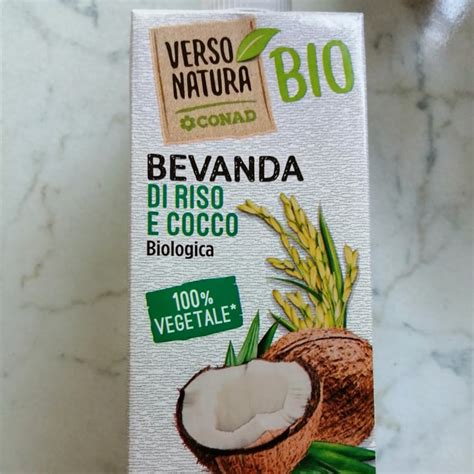 VERSO
NATURA
CONAD
BIO
BEVANDA
DI RISO
E COCCO
Biologica
100%
VEGETALE*